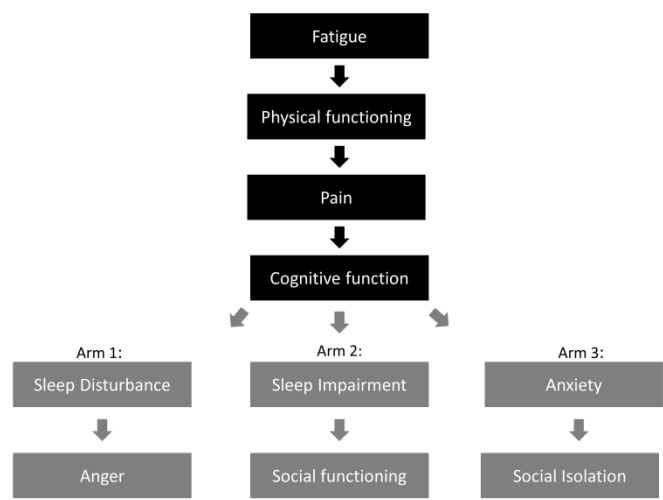 Fatigue
Physical functioning
Pain
Cognitive function
Arm 1:
Sleep Disturbance
Anger
Arm 2:
Sleep Impairment
Social functioning
Arm 3:
Anxiety
Social Isolation